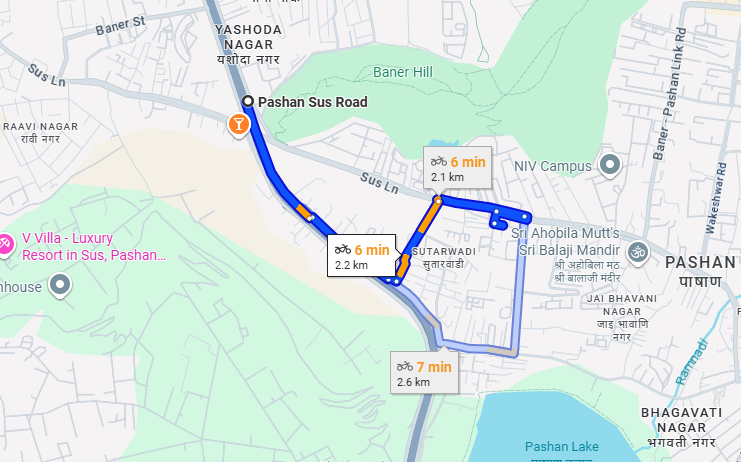 Baner St
YASHODA
NAGAR
यशोदा नगर
Sus Ln
Baner Hill
PASHAN
Baner - Pashan Link Rd
Pashan Sus Road
RAAVI NAGAR
रावी नगर
6 min
2.1 km
NIV Campus
Sus Ln
Wakeshwar Rd
V Villa - Luxury
Resort in Sus, Pashan...
6 min
2.2 km
SUTARWADI
सुतारवाडी
Sri Ahobila Mutt's
Sri Balaji Mandir
श्री अहोबिला मठ
श्री बालाजी मंदीर
PASHAN
पाषाण
nhouse
JAI BHAVANI
NAGAR
जाइ भावाणि
नगर
Ramnadi
7 min
2.6 km
BHAGAVATI
NAGAR
भगवती नगर
Pashan Lake